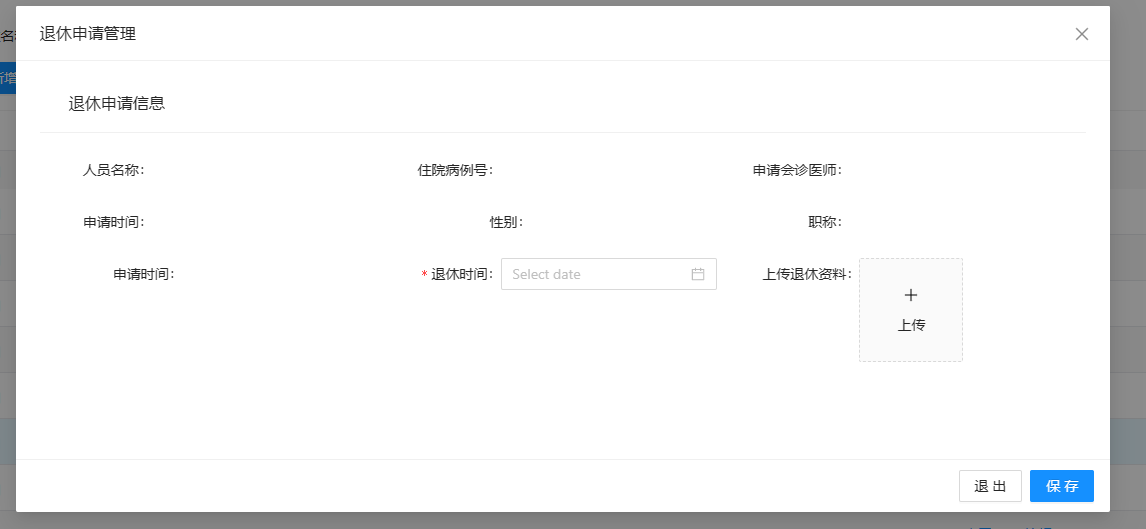 退休申请管理
退休申请信息
人员名称: 住院病例号: 申请会诊医师:
申请时间: 性别: 职称:
申请时间: * 退休时间: Select date 上传退休资料:
上传
退 出 保 存